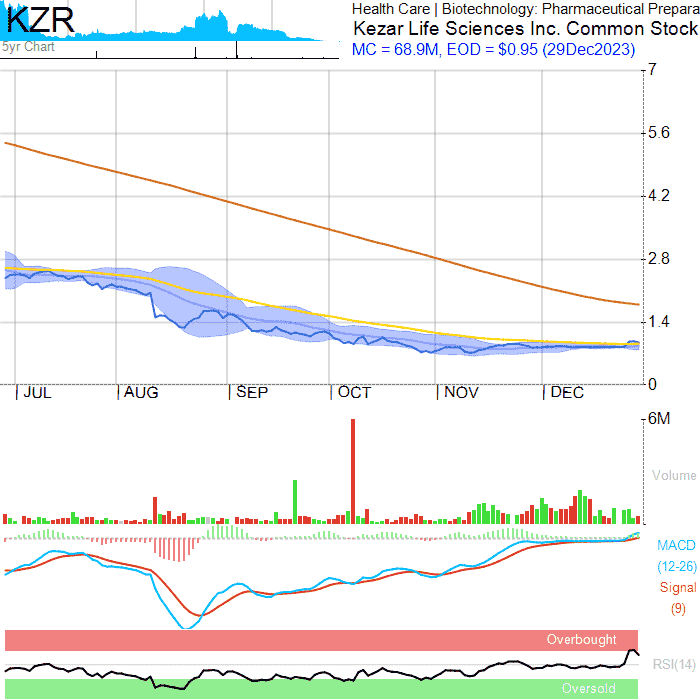 KZR
5yr Chart
Health Care | Biotechnology: Pharmaceutical Prepara
Kezar Life Sciences Inc. Common Stock
MC = 68.9M, EOD = $0.95 (29Dec2023)
7
5.6
4.2
2.8
1.4
0
JUL AUG SEP OCT NOV DEC
6M
Volume
MACD
(12-26)
Signal
(9)
Overbought
RSI(14)
Oversold